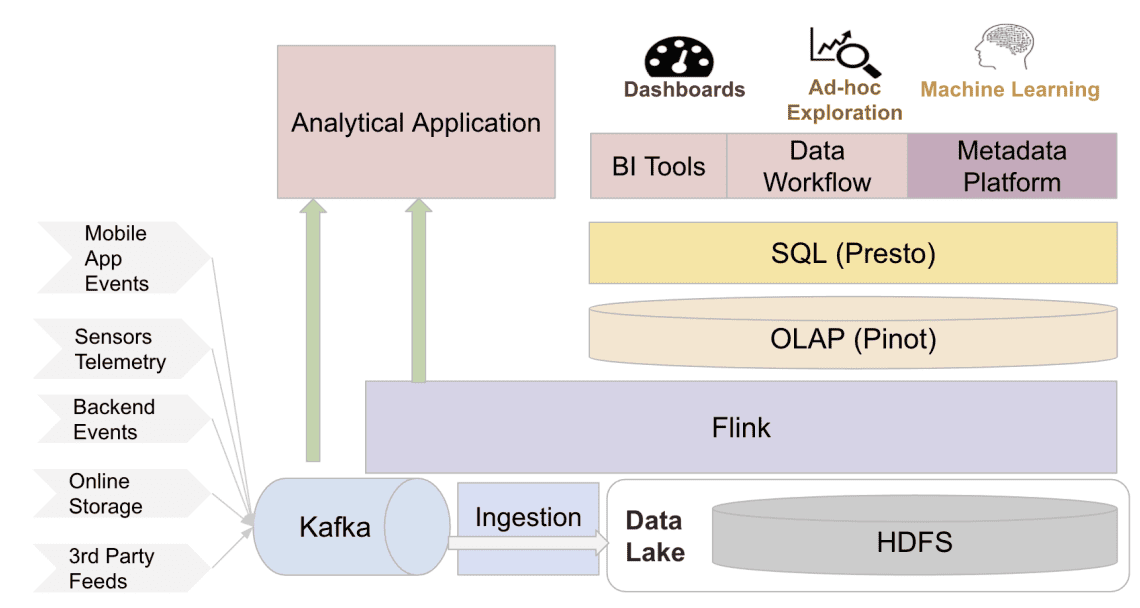 Analytical Application
Dashboards
Ad-hoc
Exploration
Machine Learning
BI Tools
Data
Workflow
Metadata
Platform
SQL (Presto)
OLAP (Pinot)
Flink
Mobile
App
Events
Sensors
Telemetry
Backend
Events
Online
Storage
3rd Party
Feeds
Kafka
Ingestion
Data
Lake
HDFS